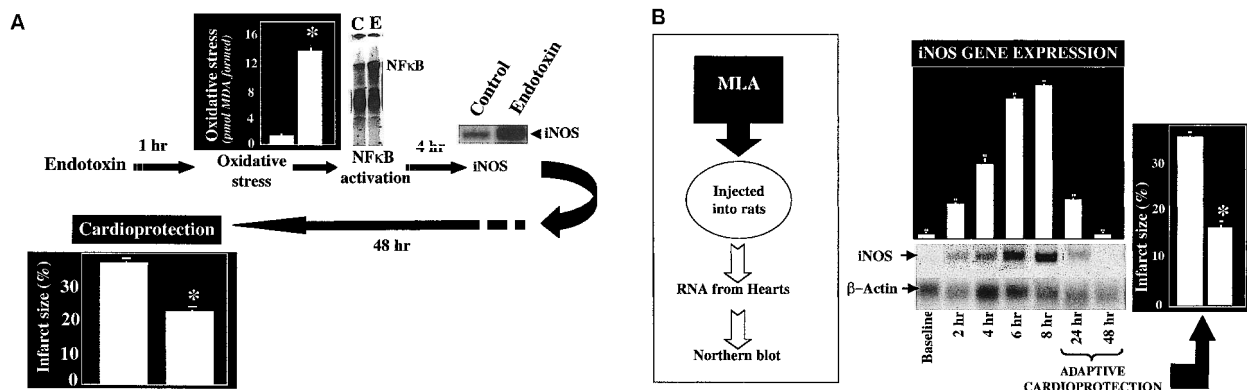 A
Oxidative stress
(pmol MDA formed)
16
12
8
4
0
*
C E
NFκB
Control
Endotoxin
iNOS
Endotoxin
1 hr
Oxidative
stress
NFκB
activation
4 hr
iNOS
Cardioprotection
48 hr
Infarct size (%)
30
20
10
0
*
B
MLA
Injected
into rats
RNA from Hearts
Northern blot
iNOS GENE EXPRESSION
iNOS
β-Actin
Baseline
2 hr
4 hr
6 hr
8 hr
24 hr
48 hr
ADAPTIVE
CARDIOPROTECTION
Infarct size (%)
30
20
10
0
*